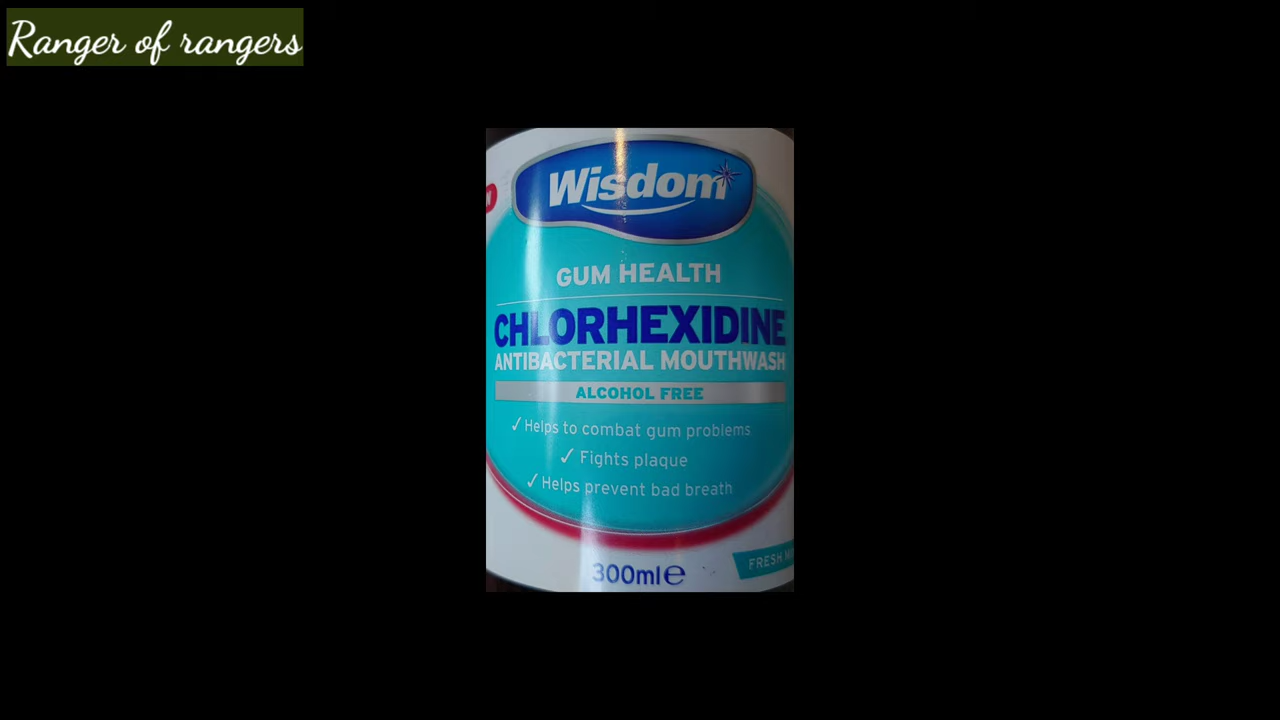 Ranger of rangers
Wisdom
GUM HEALTH
CHLORHEXIDINE
ANTIBACTERIAL MOUTHWASH
ALCOHOL FREE
✓ Helps to combat gum problems
✓ Fights plaque
✓ Helps prevent bad breath
300ml℮
FRESH